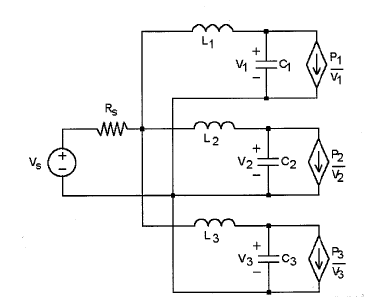 L1
+
V1
−
C1
P1
V1
Rs
Vs
+
−
L2
+
V2
−
C2
P2
V2
L3
+
V3
−
C3
P3
V3